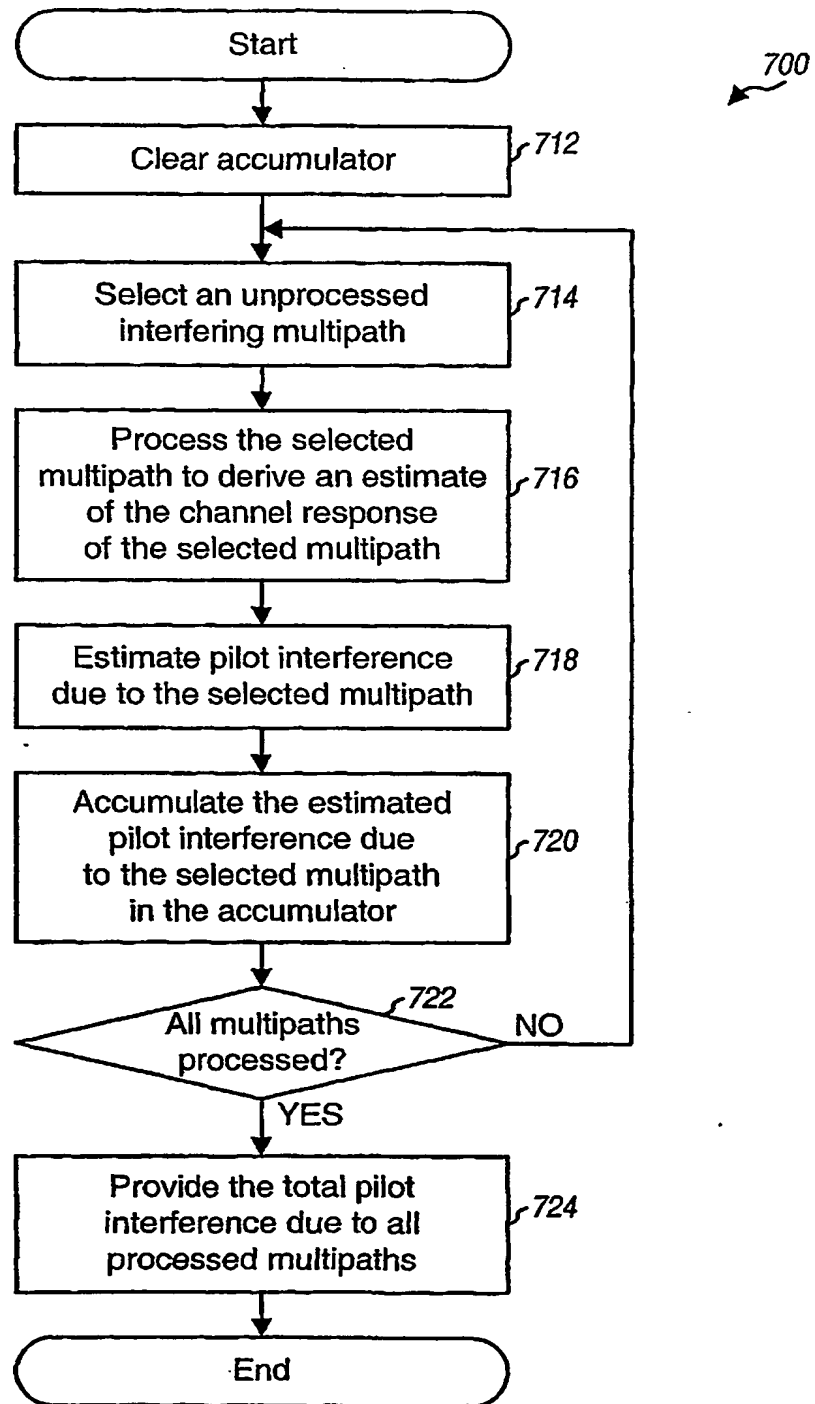 Start
700
Clear accumulator
712
Select an unprocessed
interfering multipath
714
Process the selected
multipath to derive an estimate
of the channel response
of the selected multipath
716
Estimate pilot interference
due to the selected multipath
718
Accumulate the estimated
pilot interference due
to the selected multipath
in the accumulator
720
722
All multipaths
processed?
NO
YES
Provide the total pilot
interference due to all
processed multipaths
724
End